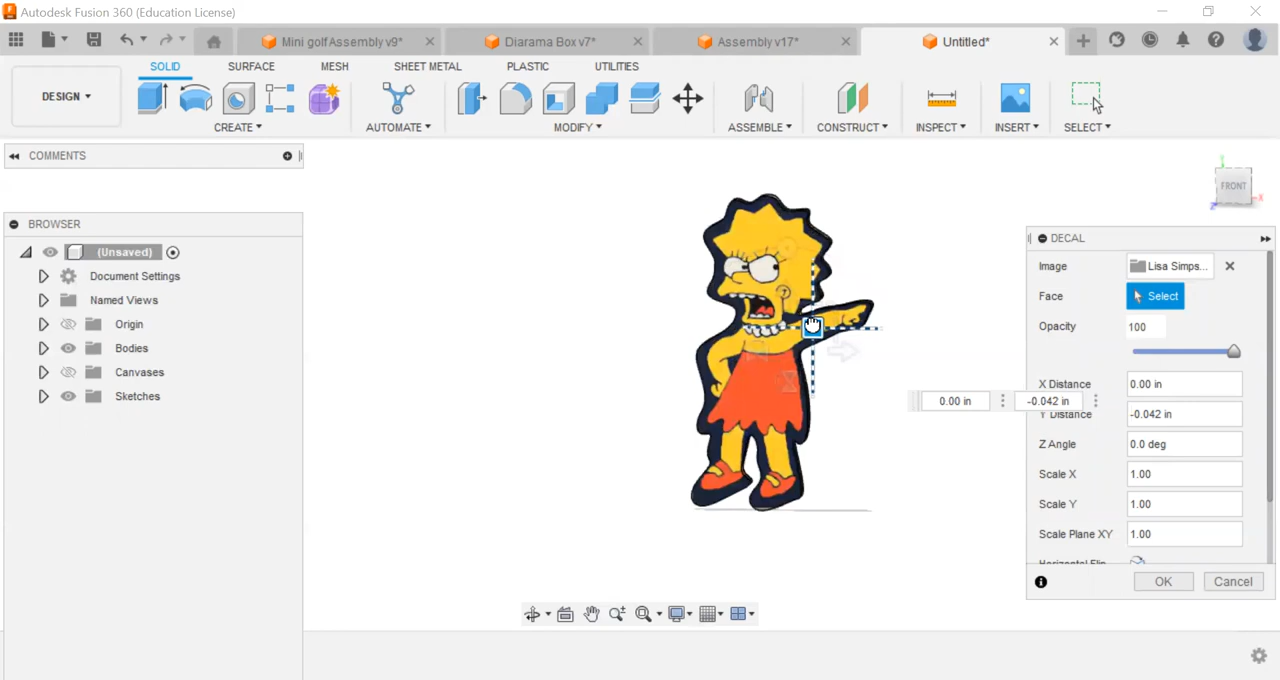 Autodesk Fusion 360 (Education License)
Mini golf Assembly v9*
Diarama Box v7*
Assembly v17*
Untitled*
DESIGN
SOLID
SURFACE
MESH
SHEET METAL
PLASTIC
UTILITIES
CREATE
AUTOMATE
MODIFY
ASSEMBLE
CONSTRUCT
INSPECT
INSERT
SELECT
COMMENTS
BROWSER
(Unsaved)
Document Settings
Named Views
Origin
Bodies
Canvases
Sketches
FRONT
0.00 in
-0.042 in
DECAL
Image
Lisa Simps...
Face
Select
Opacity
100
X Distance
0.00 in
Y Distance
-0.042 in
Z Angle
0.0 deg
Scale X
1.00
Scale Y
1.00
Scale Plane XY
1.00
Horizontal Flip
OK
Cancel